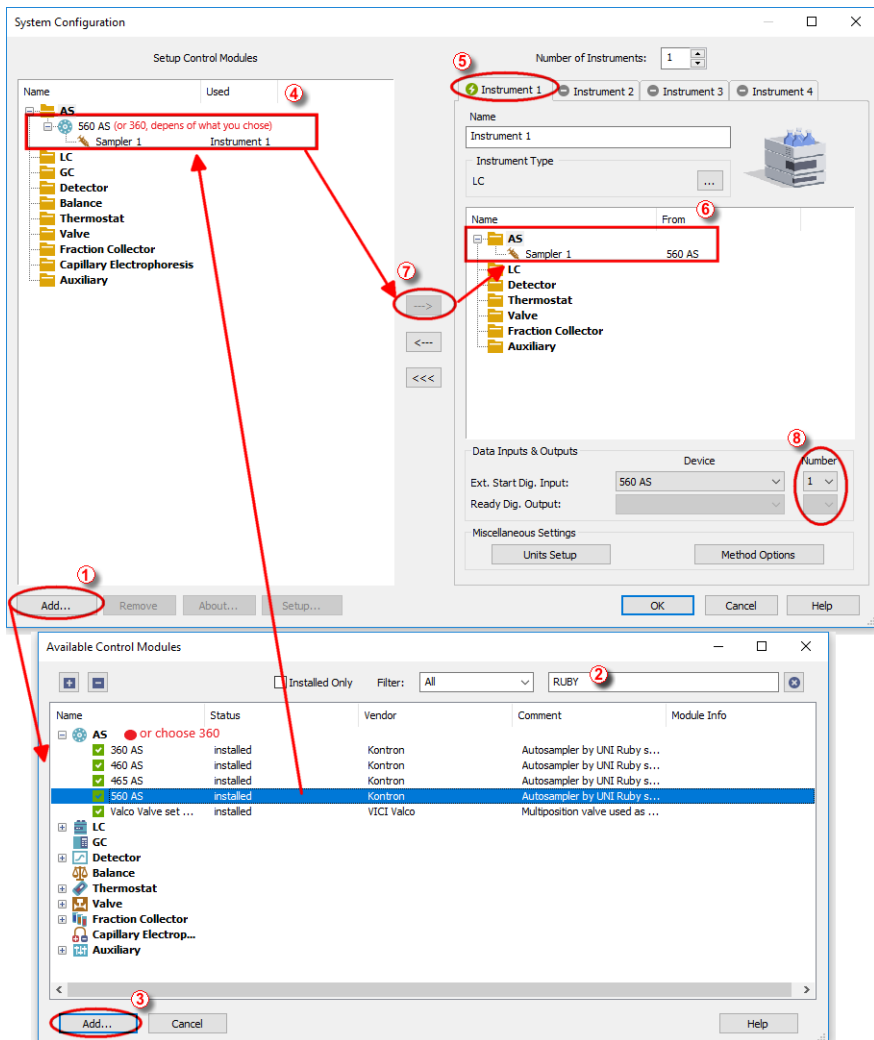 System Configuration
Setup Control Modules
Number of Instruments: 1
5
Instrument 1 Instrument 2 Instrument 3 Instrument 4
Name Used
4
AS
560 AS (or 360, depens of what you chose)
Sampler 1 Instrument 1
LC
GC
Detector
Balance
Thermostat
Valve
Fraction Collector
Capillary Electrophoresis
Auxiliary
7
--->
<---
<<<
Name
Instrument 1
Instrument Type
LC ...
6
Name From
AS
Sampler 1 560 AS
LC
Detector
Thermostat
Valve
Fraction Collector
Auxiliary
8
Data Inputs & Outputs
Device Number
Ext. Start Dig. Input: 560 AS 1
Ready Dig. Output:
Miscellaneous Settings
Units Setup Method Options
1
Add... Remove About... Setup... OK Cancel Help
Available Control Modules
2
Installed Only Filter: All RUBY
Name Status Vendor Comment Module Info
AS or choose 360
360 AS installed Kontron Autosampler by UNI Ruby s...
460 AS installed Kontron Autosampler by UNI Ruby s...
465 AS installed Kontron Autosampler by UNI Ruby s...
560 AS installed Kontron Autosampler by UNI Ruby s...
Valco Valve set ... installed VICI Valco Multiposition valve used as ...
LC
GC
Detector
Balance
Thermostat
Valve
Fraction Collector
Capillary Electrop...
Auxiliary
3
Add... Cancel Help